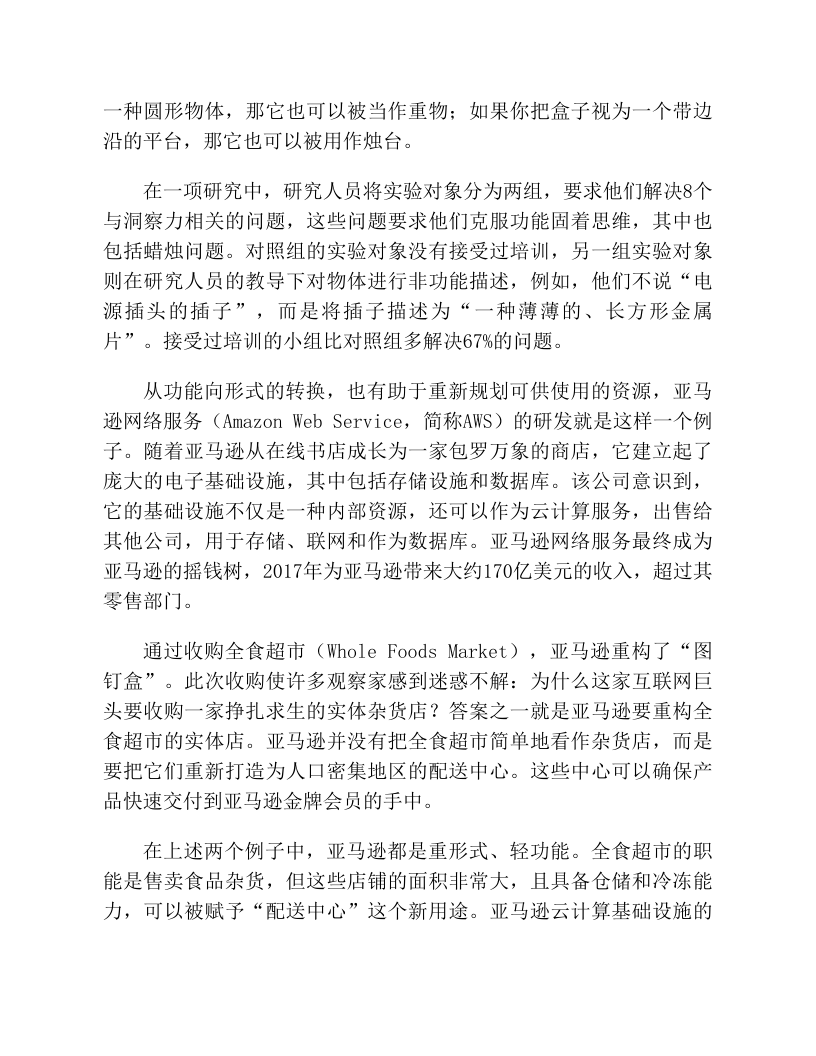 一种圆形物体，那它也可以被当作重物；如果你把盒子视为一个带边
沿的平台，那它也可以被用作烛台。
在一项研究中，研究人员将实验对象分为两组，要求他们解决8个
与洞察力相关的问题，这些问题要求他们克服功能固着思维，其中也
包括蜡烛问题。对照组的实验对象没有接受过培训，另一组实验对象
则在研究人员的教导下对物体进行非功能描述，例如，他们不说“电
源插头的插子”，而是将插子描述为“一种薄薄的、长方形金属
片”。接受过培训的小组比对照组多解决67%的问题。
从功能向形式的转换，也有助于重新规划可供使用的资源，亚马
逊网络服务（Amazon Web Service，简称AWS）的研发就是这样一个例
子。随着亚马逊从在线书店成长为一家包罗万象的商店，它建立起了
庞大的电子基础设施，其中包括存储设施和数据库。该公司意识到，
它的基础设施不仅是一种内部资源，还可以作为云计算服务，出售给
其他公司，用于存储、联网和作为数据库。亚马逊网络服务最终成为
亚马逊的摇钱树，2017年为亚马逊带来大约170亿美元的收入，超过其
零售部门。
通过收购全食超市（Whole Foods Market），亚马逊重构了“图
钉盒”。此次收购使许多观察家感到迷惑不解：为什么这家互联网巨
头要收购一家挣扎求生的实体杂货店？答案之一就是亚马逊要重构全
食超市的实体店。亚马逊并没有把全食超市简单地看作杂货店，而是
要把它们重新打造为人口密集地区的配送中心。这些中心可以确保产
品快速交付到亚马逊金牌会员的手中。
在上述两个例子中，亚马逊都是重形式、轻功能。全食超市的职
能是售卖食品杂货，但这些店铺的面积非常大，且具备仓储和冷冻能
力，可以被赋予“配送中心”这个新用途。亚马逊云计算基础设施的